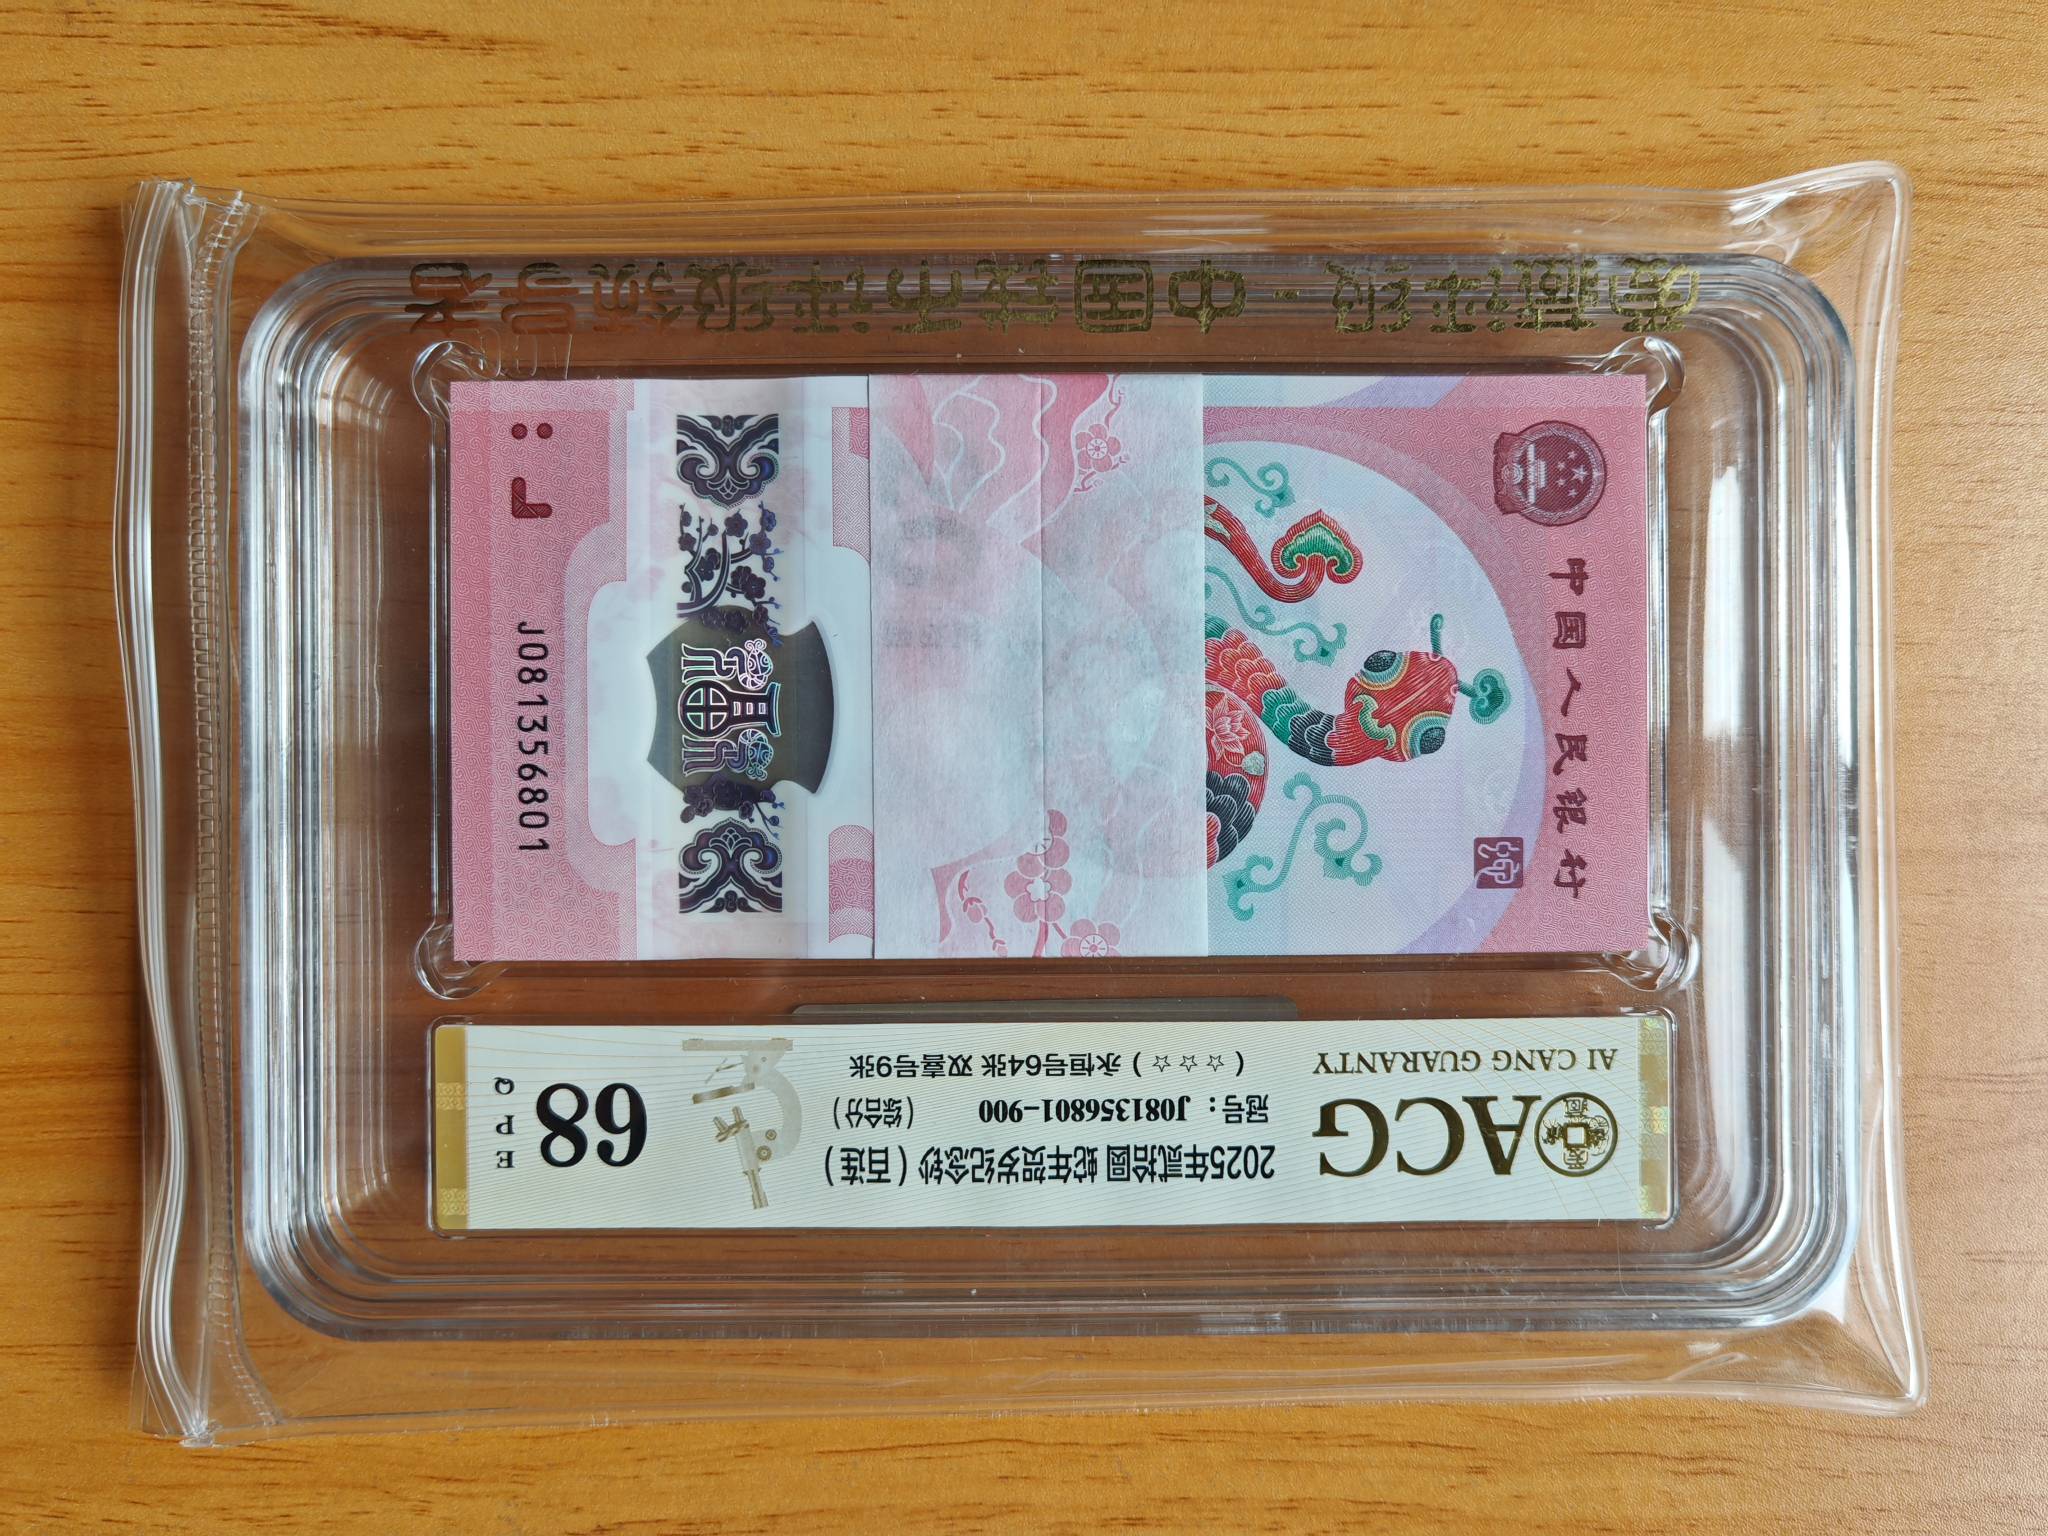 ACG
AI CANG GUARANTY
2025年贰拾圆 蛇年贺岁纪念钞（百连）
冠号：J081356801-900 (综合分)
（☆☆☆）永恒号64张 双喜号9张
68
E P Q
中国人民银行
福
J081356801
爱藏评级·中国钱币评级领导者